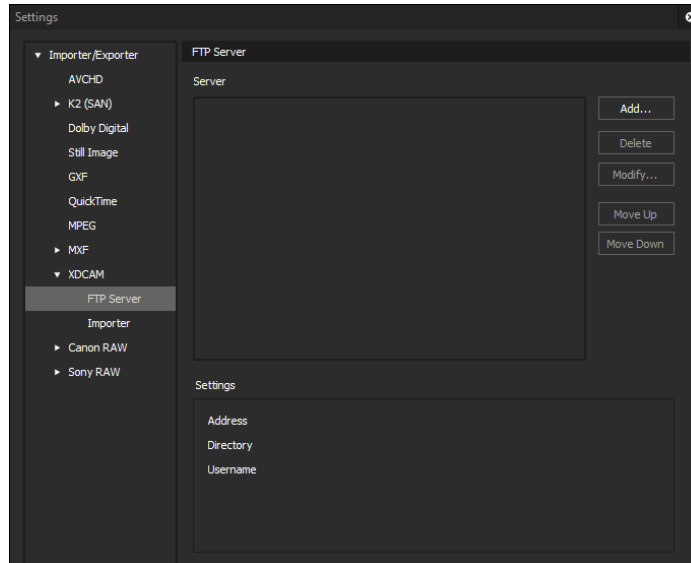 Settings
Importer/Exporter
AVCHD
K2 (SAN)
Dolby Digital
Still Image
GXF
QuickTime
MPEG
MXF
XDCAM
FTP Server
Importer
Canon RAW
Sony RAW
FTP Server
Server
Add...
Delete
Modify...
Move Up
Move Down
Settings
Address
Directory
Username